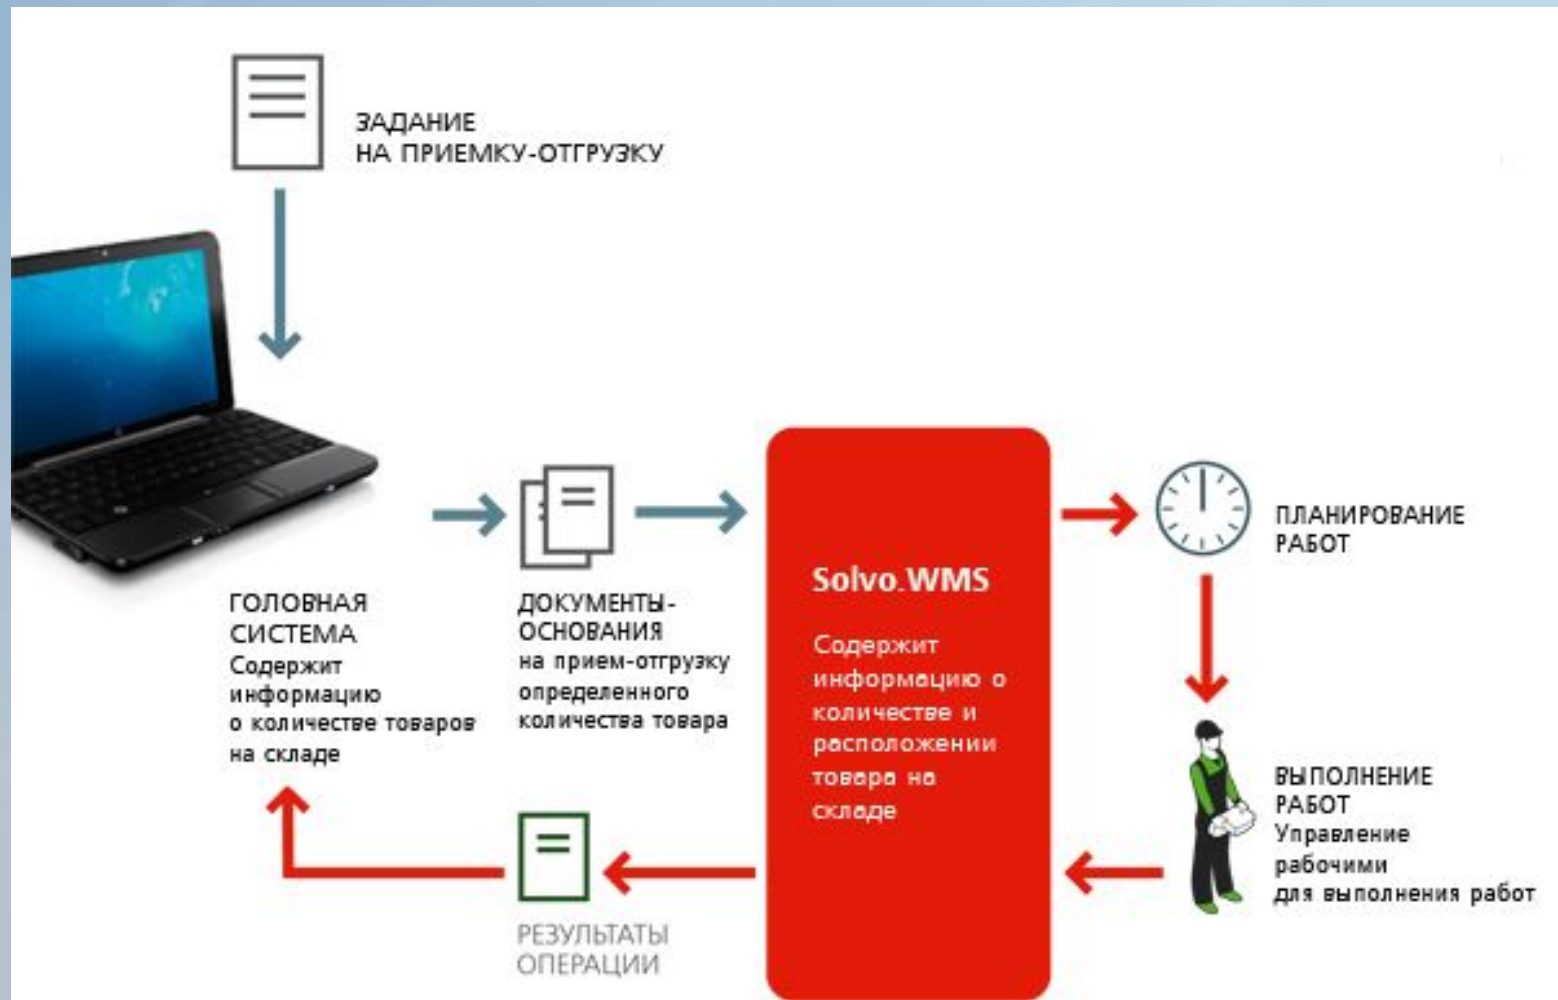 ЗАДАНИЕ
НА ПРИЕМКУ-ОТГРУЗКУ
ГОЛОВНАЯ
СИСТЕМА
Содержит
информацию
о количестве товаров
на складе
ДОКУМЕНТЫ-
ОСНОВАНИЯ
на прием-отгрузку
определенного
количества товара
Solvo.WMS
Содержит
информацию о
количестве и
расположении
товара на
складе
ПЛАНИРОВАНИЕ
РАБОТ
ВЫПОЛНЕНИЕ
РАБОТ
Управление
рабочими
для выполнения работ
РЕЗУЛЬТАТЫ
ОПЕРАЦИИ